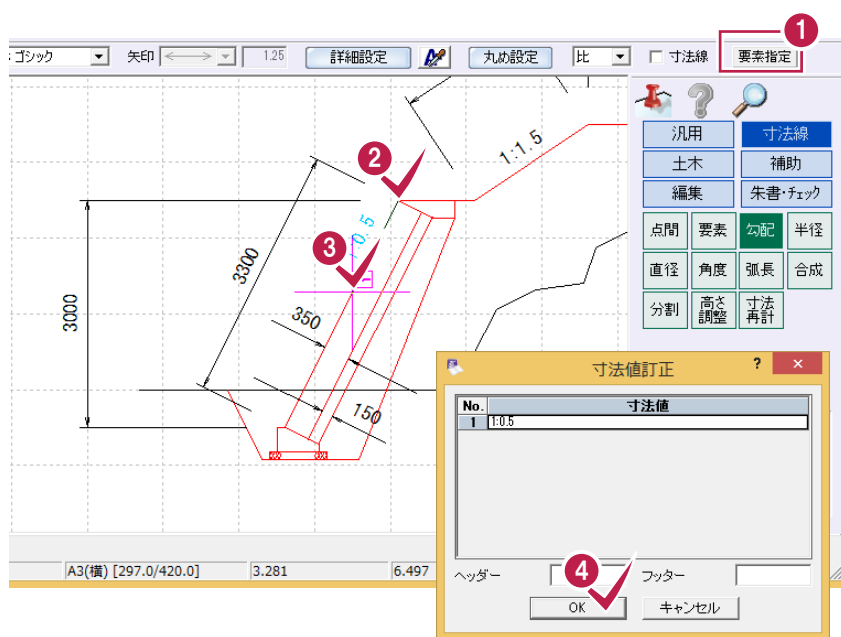 1
ゴシック 矢印 1.25 詳細設定 丸め設定 比 寸法線 要素指定
汎用 寸法線
土木 補助
編集 朱書・チェック
点間 要素 勾配 半径
直径 角度 弧長 合成
分割 高さ調整 寸法再計
2
1:1.5
1:0.5
3
1
3300
3000
350
150
寸法値訂正 ? ×
No. 寸法値
1 1:0.5
ヘッダー フッター
4
OK キャンセル
A3(横) [297.0/420.0] 3.281 6.497